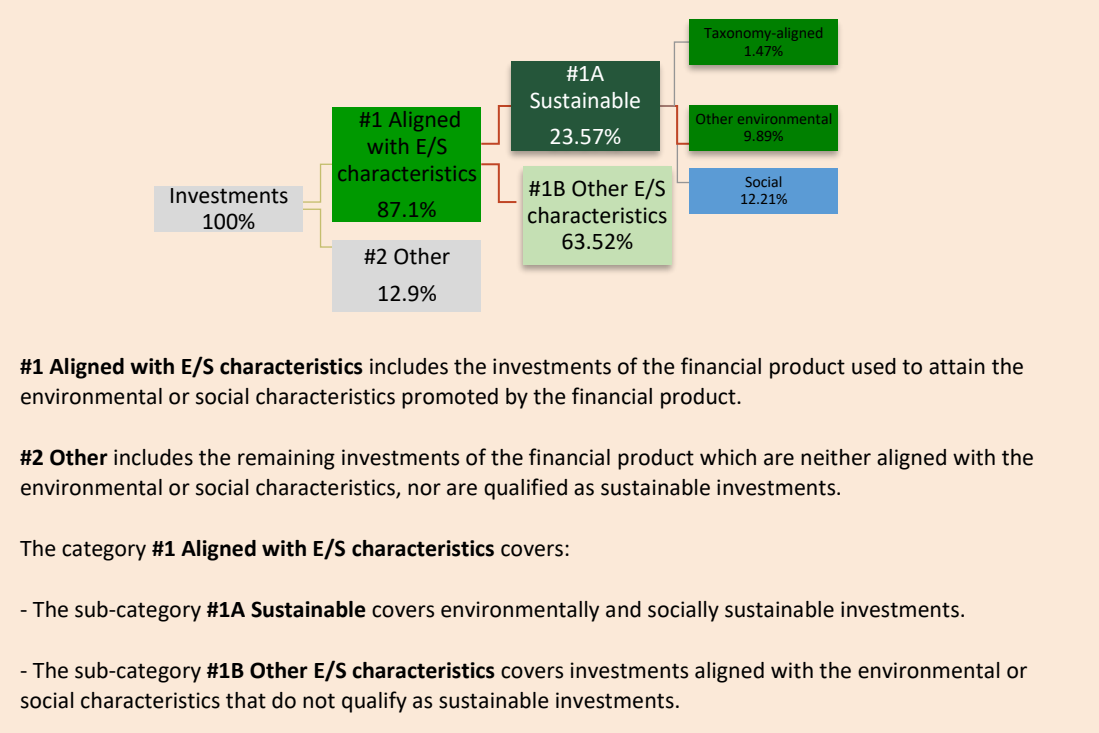 Investments
100%
#1 Aligned
with E/S
characteristics
87.1%
#2 Other
12.9%
#1A
Sustainable
23.57%
#1B Other E/S
characteristics
63.52%
Taxonomy-aligned
1.47%
Other environmental
9.89%
Social
12.21%
#1 Aligned with E/S characteristics includes the investments of the financial product used to attain the
environmental or social characteristics promoted by the financial product.
#2 Other includes the remaining investments of the financial product which are neither aligned with the
environmental or social characteristics, nor are qualified as sustainable investments.
The category #1 Aligned with E/S characteristics covers:
- The sub-category #1A Sustainable covers environmentally and socially sustainable investments.
- The sub-category #1B Other E/S characteristics covers investments aligned with the environmental or
social characteristics that do not qualify as sustainable investments.